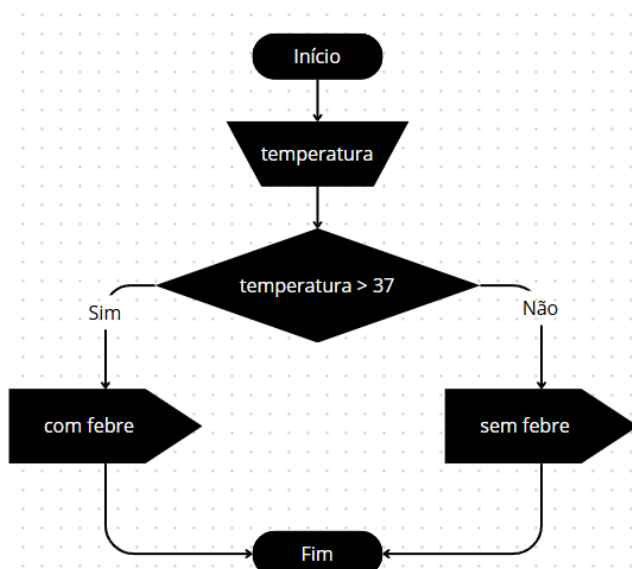 Início
temperatura
temperatura > 37
Sim
Não
com febre
sem febre
Fim